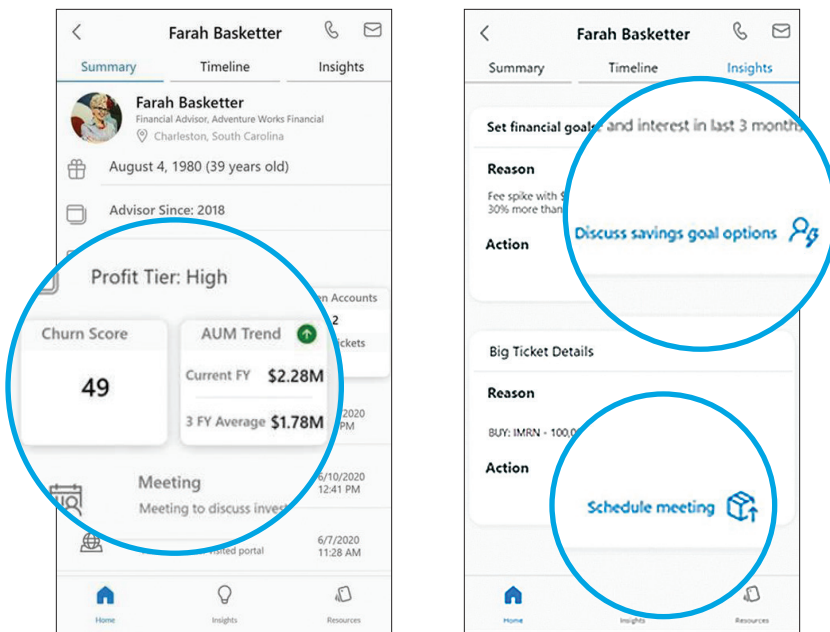 Farah Basketter
Summary Timeline Insights
Farah Basketter
Financial Advisor, Adventure Works Financial
Charleston, South Carolina
August 4, 1980 (39 years old)
Advisor Since: 2018
Profit Tier: High
Accounts
2
Churn Score
49
AUM Trend
Current FY $2.28M
3 FY Average $1.78M
2020
PM
Meeting
Meeting to discuss
6/10/2020
12:41 PM
visited portal
6/7/2020
11:28 AM
Home Insights Resources
Farah Basketter
Summary Timeline Insights
Set financial goals
and interest in last 3 months
Reason
Fee spike with
30% more than
Action
Discuss savings goal options
Big Ticket Details
Reason
BUY: IMRN - 100,0
Action
Schedule meeting
Home Insights Resources